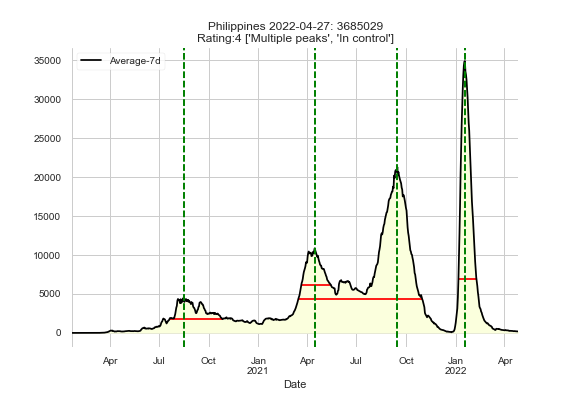 Philippines 2022-04-27: 3685029
Rating:4 ['Multiple peaks', 'In control']
Average-7d
35000
30000
25000
20000
15000
10000
5000
0
Apr Jul Oct Jan Apr Jul Oct Jan Apr
2021 2022
Date